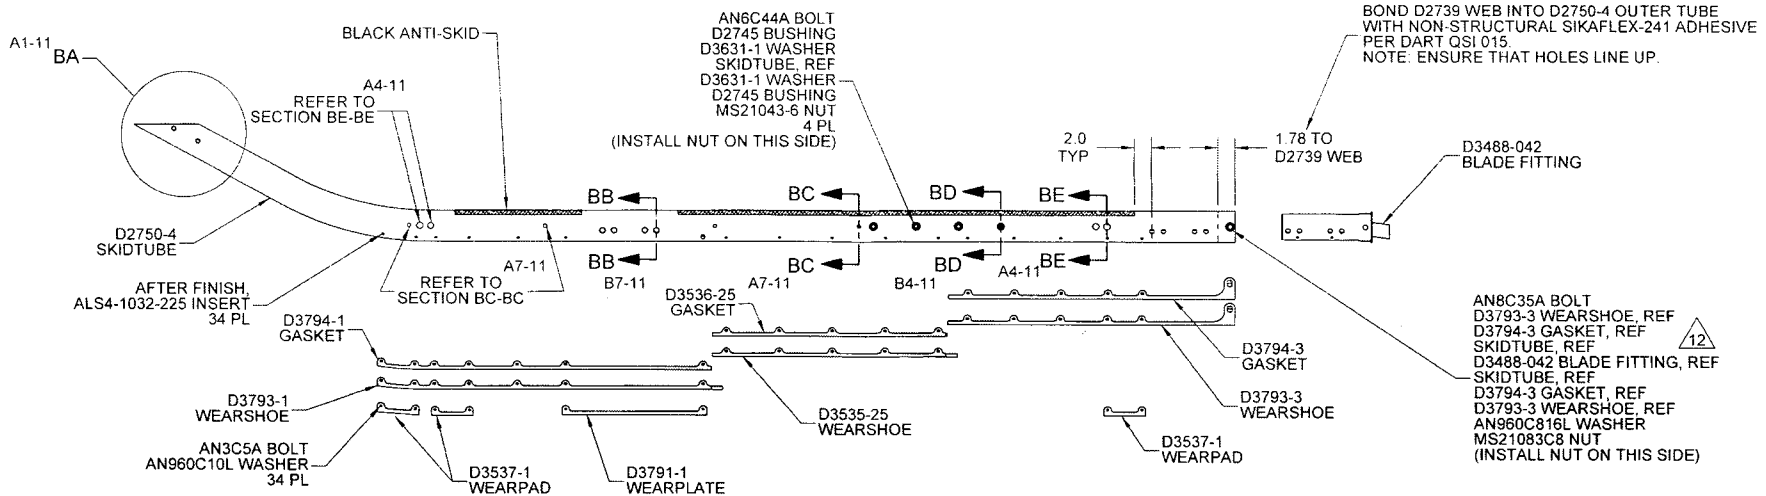 A1-11
BA
BLACK ANTI-SKID
A4-11
REFER TO
SECTION BE-BE
AN6C44A BOLT
D2745 BUSHING
D3631-1 WASHER
SKIDTUBE, REF
D3631-1 WASHER
D2745 BUSHING
MS21043-6 NUT
4 PL
(INSTALL NUT ON THIS SIDE)
BOND D2739 WEB INTO D2750-4 OUTER TUBE
WITH NON-STRUCTURAL SIKAFLEX-241 ADHESIVE
PER DART QSI 015.
NOTE: ENSURE THAT HOLES LINE UP.
2.0
TYP
1.78 TO
D2739 WEB
D3488-042
BLADE FITTING
BB
BC
BD
BE
D2750-4
SKIDTUBE
AFTER FINISH,
ALS4-1032-225 INSERT
34 PL
A7-11
REFER TO
SECTION BC-BC
BB
B7-11
BC
A7-11
BD
B4-11
BE
A4-11
D3794-1
GASKET
D3536-25
GASKET
D3794-3
GASKET
D3793-1
WEARSHOE
D3535-25
WEARSHOE
D3793-3
WEARSHOE
AN3C5A BOLT
AN960C10L WASHER
34 PL
D3537-1
WEARPAD
D3791-1
WEARPLATE
D3537-1
WEARPAD
AN8C35A BOLT
D3793-3 WEARSHOE, REF
D3794-3 GASKET, REF
SKIDTUBE, REF
D3488-042 BLADE FITTING, REF
SKIDTUBE, REF
D3794-3 GASKET, REF
D3793-3 WEARSHOE, REF
AN960C816L WASHER
MS21083C8 NUT
(INSTALL NUT ON THIS SIDE)
12